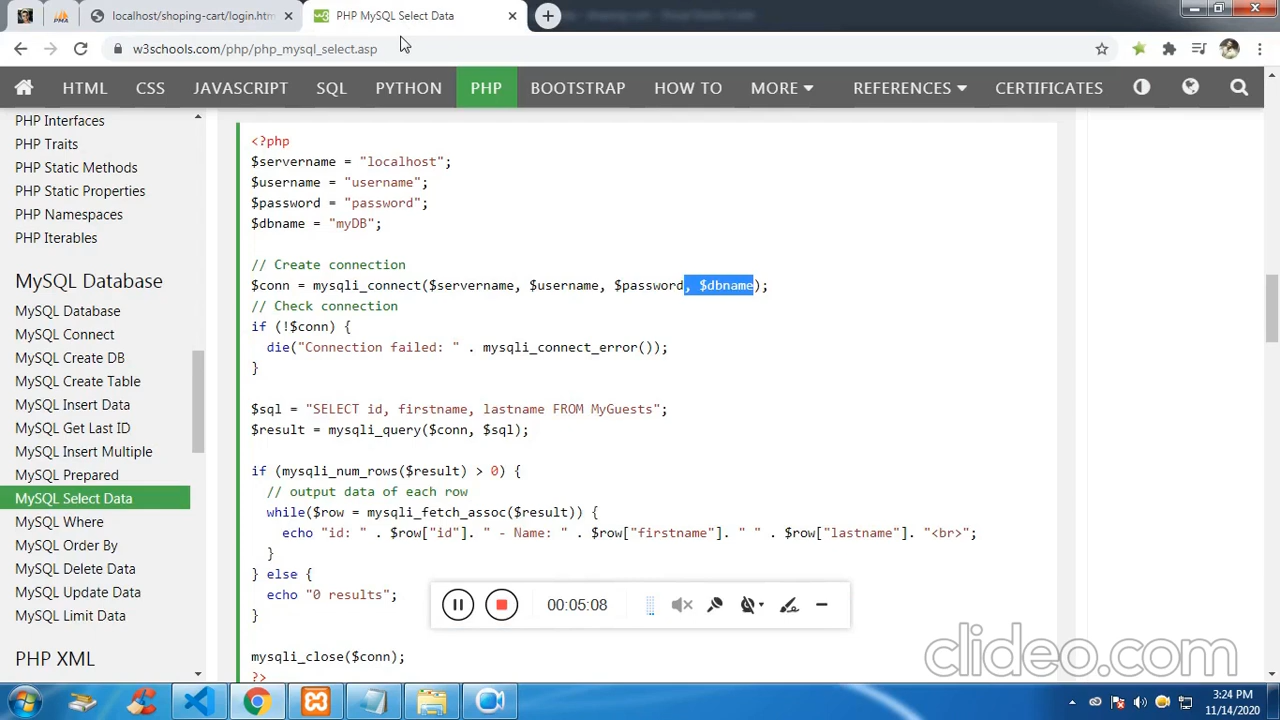 localhost/shoping-cart/login.htm
PHP MySQL Select Data
w3schools.com/php/php_mysql_select.asp
HTML CSS JAVASCRIPT SQL PYTHON PHP BOOTSTRAP HOW TO MORE REFERENCES CERTIFICATES
PHP Interfaces
PHP Traits
PHP Static Methods
PHP Static Properties
PHP Namespaces
PHP Iterables
MySQL Database
MySQL Database
MySQL Connect
MySQL Create DB
MySQL Create Table
MySQL Insert Data
MySQL Get Last ID
MySQL Insert Multiple
MySQL Prepared
MySQL Select Data
MySQL Where
MySQL Order By
MySQL Delete Data
MySQL Update Data
MySQL Limit Data
PHP XML
<?php
$servername = "localhost";
$username = "username";
$password = "password";
$dbname = "myDB";
// Create connection
$conn = mysqli_connect($servername, $username, $password, $dbname);
// Check connection
if (!$conn) {
die("Connection failed: " . mysqli_connect_error());
}
$sql = "SELECT id, firstname, lastname FROM MyGuests";
$result = mysqli_query($conn, $sql);
if (mysqli_num_rows($result) > 0) {
// output data of each row
while($row = mysqli_fetch_assoc($result)) {
echo "id: " . $row["id"]. " - Name: " . $row["firstname"]. " " . $row["lastname"]. "<br>";
}
} else {
echo "0 results";
}
mysqli_close($conn);
?>
00:05:08
clideo.com
3:24 PM
11/14/2020